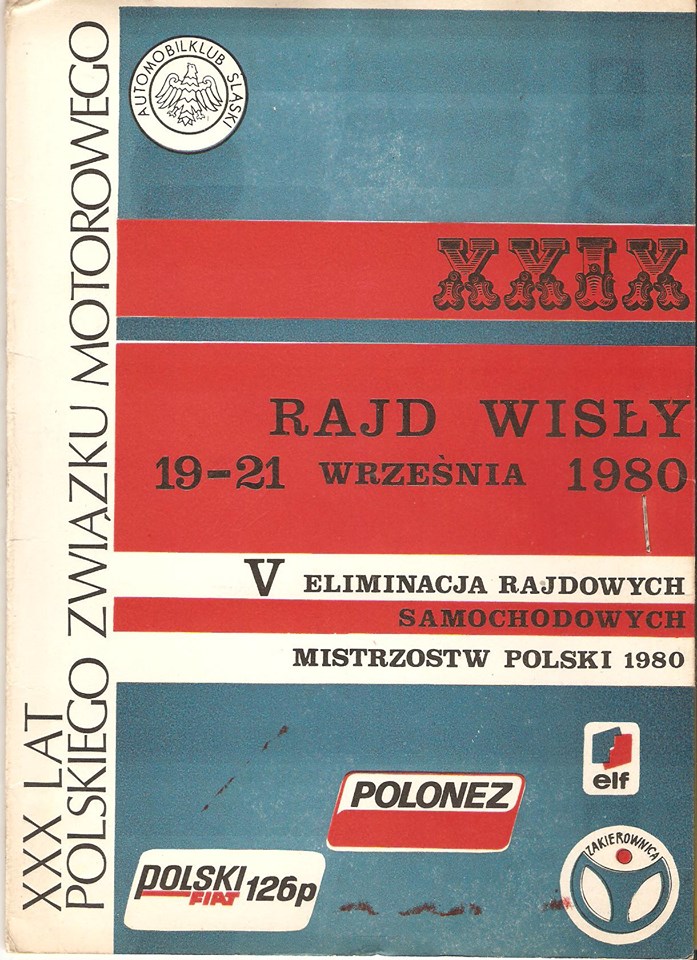 XXX LAT
POLSKIEGO ZWIĄZKU MOTOROWEGO
AUTOMOBILKLUB ŚLĄSKI
XXIX
RAJD WISŁY
19-21 WRZEŚNIA 1980
V ELIMINACJA RAJDOWYCH
SAMOCHODOWYCH
MISTRZOSTW POLSKI 1980
elf
POLONEZ
ZAKIEROWNICA
POLSKI FIAT 126p